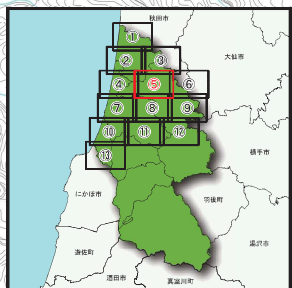 秋田市
①
大仙市
②
③
④
⑤
⑥
⑦
⑧
⑨
⑩
⑪
⑫
横手市
⑬
にかほ市
羽後町
湯沢市
遊佐町
酒田市
真室川町